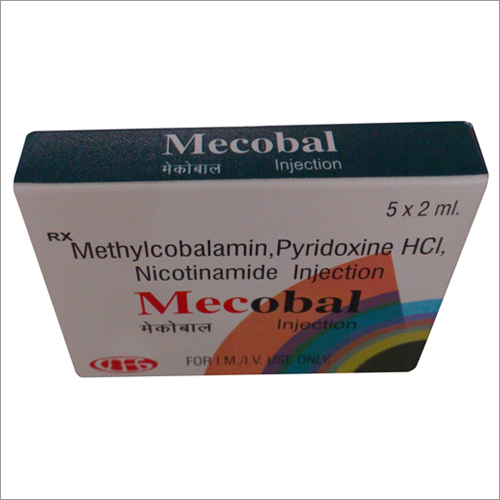 Mecobal
मेकोबाल Injection
5 x 2 ml.
RX
Methylcobalamin, Pyridoxine HCl,
Nicotinamide Injection
Mecobal
मेकोबाल Injection
FOR I.M./I.V. USE ONLY.